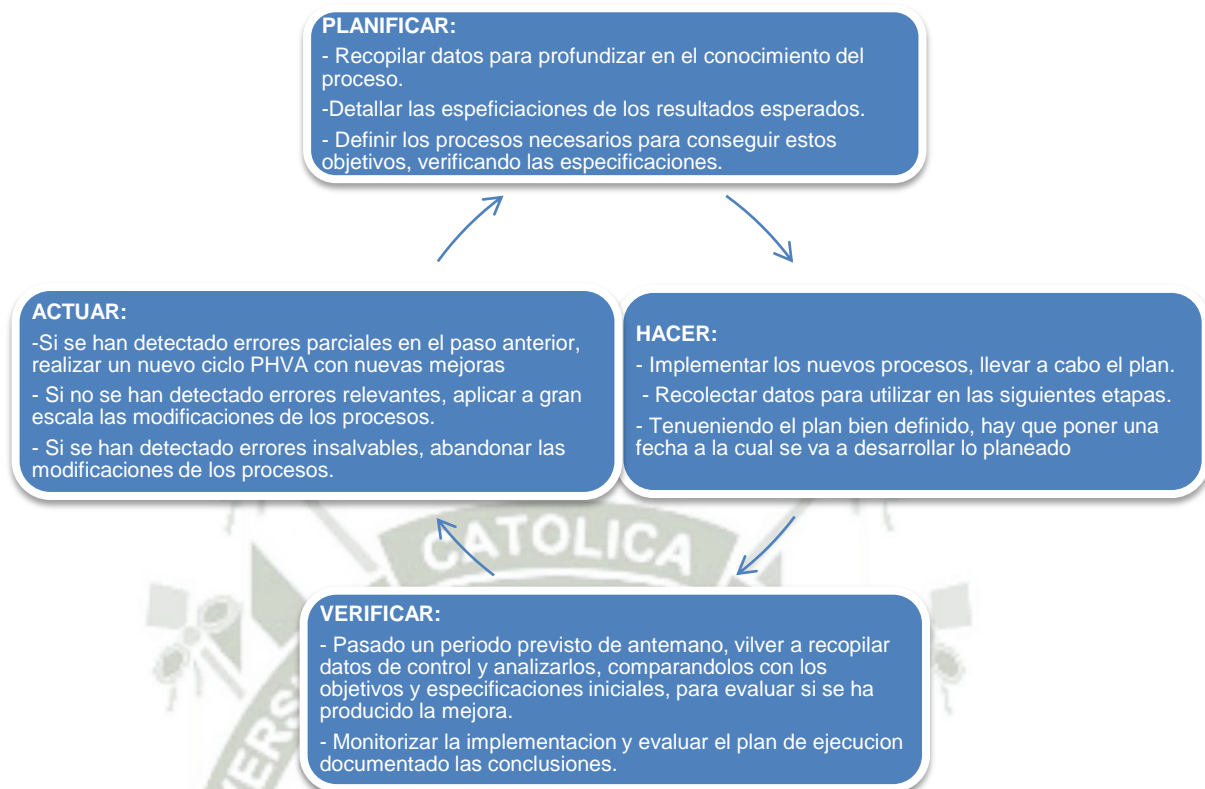 PLANIFICAR:
- Recopilar datos para profundizar en el conocimiento del
proceso.
-Detallar las espeficiaciones de los resultados esperados.
- Definir los procesos necesarios para conseguir estos
objetivos, verificando las especificaciones.
ACTUAR:
-Si se han detectado errores parciales en el paso anterior,
realizar un nuevo ciclo PHVA con nuevas mejoras
- Si no se han detectado errores relevantes, aplicar a gran
escala las modificaciones de los procesos.
- Si se han detectado errores insalvables, abandonar las
modificaciones de los procesos.
HACER:
- Implementar los nuevos procesos, llevar a cabo el plan.
- Recolectar datos para utilizar en las siguientes etapas.
- Tenueniendo el plan bien definido, hay que poner una
fecha a la cual se va a desarrollar lo planeado
CATOLICA
VERS
VERIFICAR:
- Pasado un periodo previsto de antemano, vilver a recopilar
datos de control y analizarlos, comparandolos con los
objetivos y especificaciones iniciales, para evaluar si se ha
producido la mejora.
- Monitorizar la implementacion y evaluar el plan de ejecucion
documentado las conclusiones.